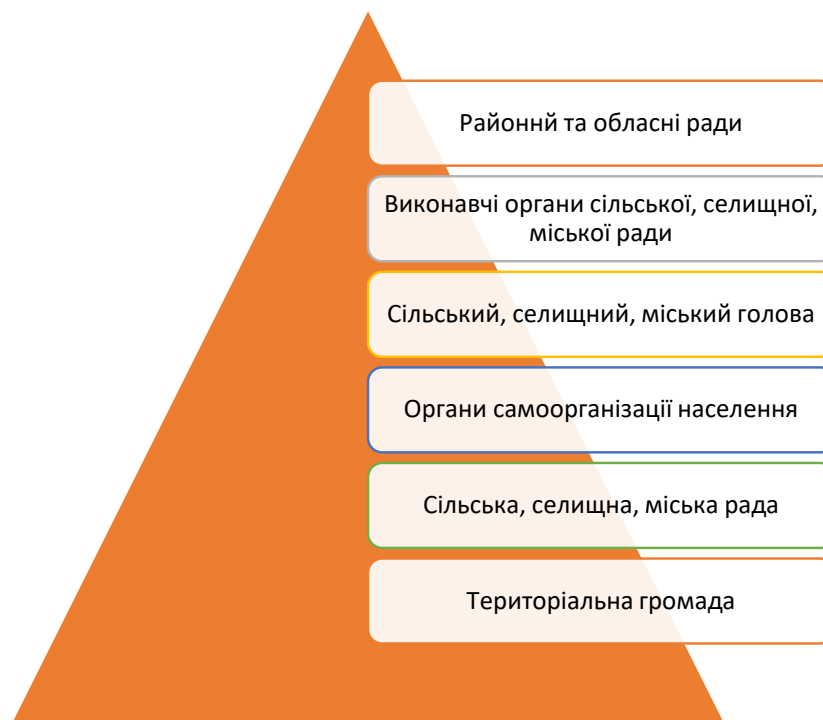 Районнй та обласні ради
Виконавчі органи сільської, селищної,
міської ради
Сільський, селищний, міський голова
Органи самоорганізації населення
Сільська, селищна, міська рада
Територіальна громада